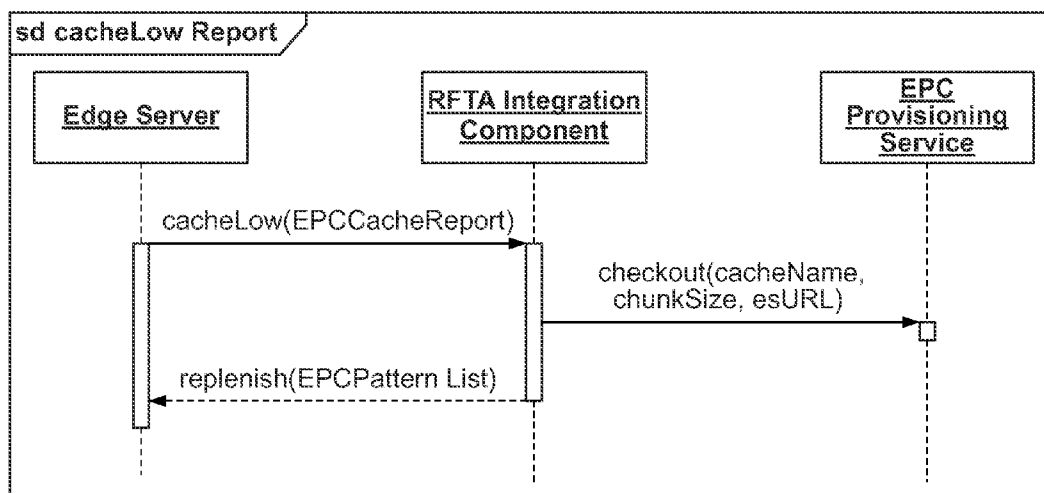 sd cacheLow Report
Edge Server
RFTA Integration
Component
EPC
Provisioning
Service
cacheLow(EPCCacheReport)
checkout(cacheName,
chunkSize, esURL)
replenish(EPCPattern List)